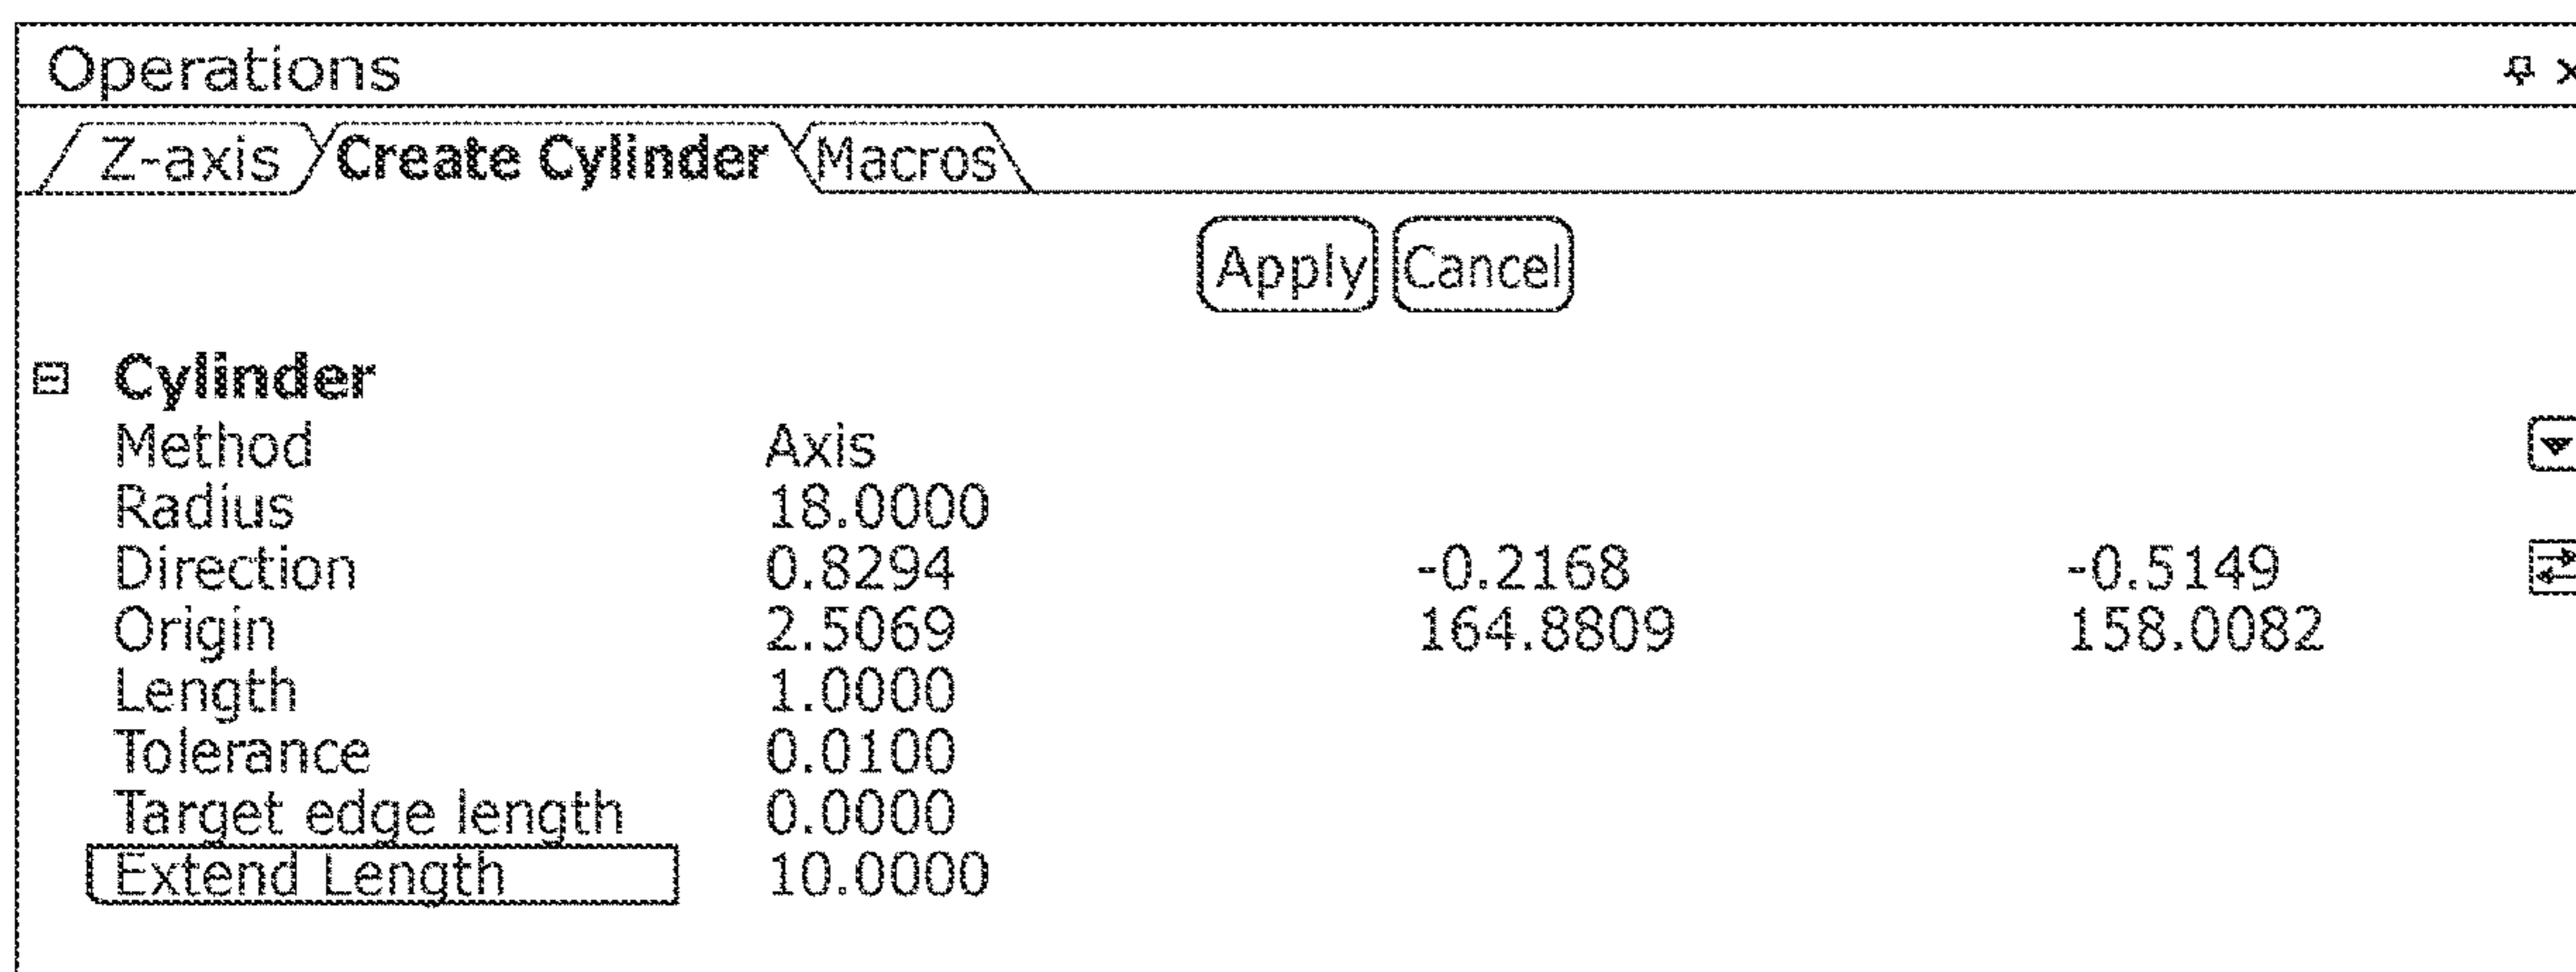 Operations
Z-axis Create Cylinder Macros
Apply Cancel
Cylinder
Method Axis
Radius 18.0000
Direction 0.8294 -0.2168 -0.5149
Origin 2.5069 164.8809 158.0082
Length 1.0000
Tolerance 0.0100
Target edge length 0.0000
Extend Length 10.0000